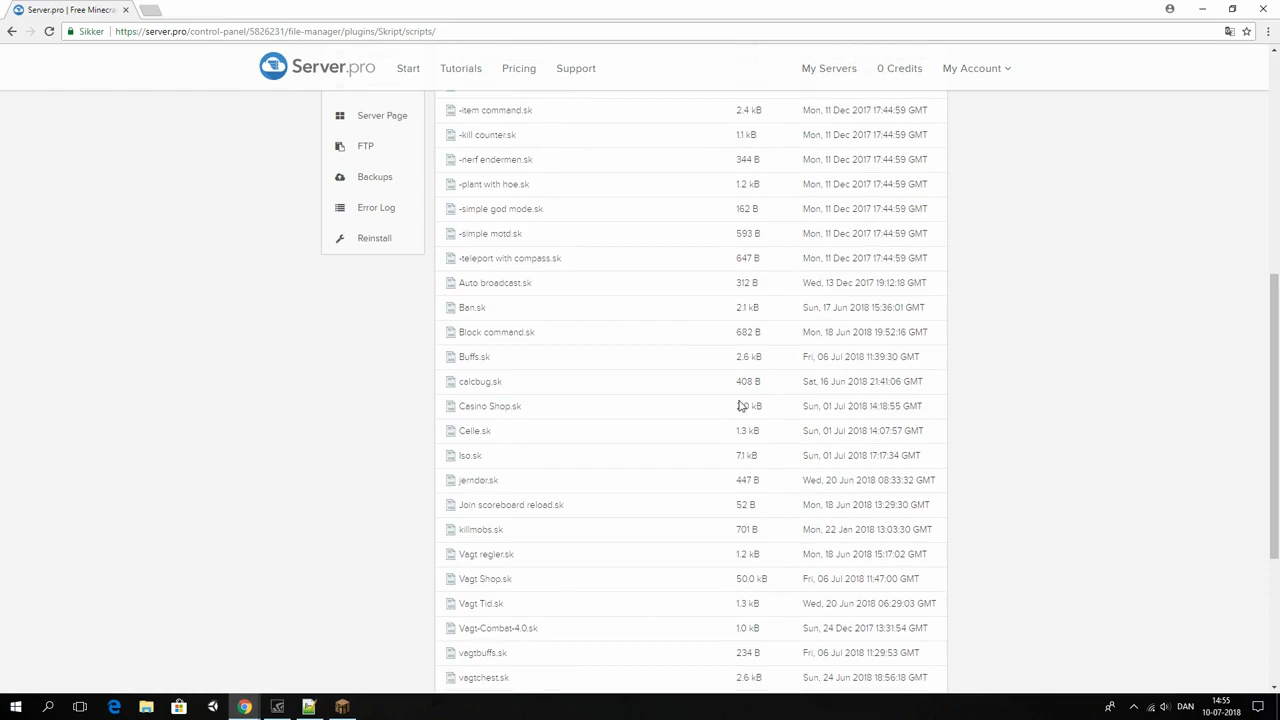 Server.pro | Free Minecr
Sikker https://server.pro/control-panel/5826231/file-manager/plugins/Skript/scripts/
Server.pro Start Tutorials Pricing Support My Servers 0 Credits My Account
Server Page
FTP
Backups
Error Log
Reinstall
-item command.sk 2.4 kB Mon, 11 Dec 2017 17:44:59 GMT
-kill counter.sk 1.1 kB Mon, 11 Dec 2017 17:44:59 GMT
-nerf endermen.sk 344 B Mon, 11 Dec 2017 17:44:59 GMT
-plant with hoe.sk 1.2 kB Mon, 11 Dec 2017 17:44:59 GMT
-simple god mode.sk 162 B Mon, 11 Dec 2017 17:44:59 GMT
-simple motd.sk 593 B Mon, 11 Dec 2017 17:44:59 GMT
-teleport with compass.sk 647 B Mon, 11 Dec 2017 17:44:59 GMT
Auto broadcast.sk 312 B Wed, 13 Dec 2017 19:12:18 GMT
Ban.sk 2.1 kB Sun, 17 Jun 2018 15:36:01 GMT
Block command.sk 682 B Mon, 18 Jun 2018 19:52:16 GMT
Buffs.sk 2.6 kB Fri, 06 Jul 2018 GMT
calcbug.sk 408 B Sat, 16 Jun 2018 21:41:06 GMT
Casino Shop.sk kB Sun, 01 Jul 2018 14:18:55 GMT
Celle.sk 1.3 kB Sun, 01 Jul 2018 14:07:57 GMT
Iso.sk 7.1 kB Sun, 01 Jul 2018 17:17:34 GMT
jerndør.sk 447 B Wed, 20 Jun 2018 08:33:32 GMT
Join scoreboard reload.sk 52 B Mon, 18 Jun 2018 13:29:30 GMT
killmobs.sk 701 B Mon, 22 Jan 2018 13:03:30 GMT
Vagt regler.sk 1.2 kB Mon, 18 Jun 2018 15:17:02 GMT
Vagt Shop.sk 50.0 kB Fri, 06 Jul 2018 GMT
Vagt Tid.sk 1.3 kB Wed, 20 Jun 2018 06:29:03 GMT
Vagt-Combat-4.0.sk 1.0 kB Sun, 24 Dec 2017 13:31:54 GMT
vagtbuffs.sk 234 B Fri, 06 Jul 2018 11:29:53 GMT
vagtchest.sk 2.6 kB Sun, 24 Jun 2018 GMT
DAN 14:55
10-07-2018